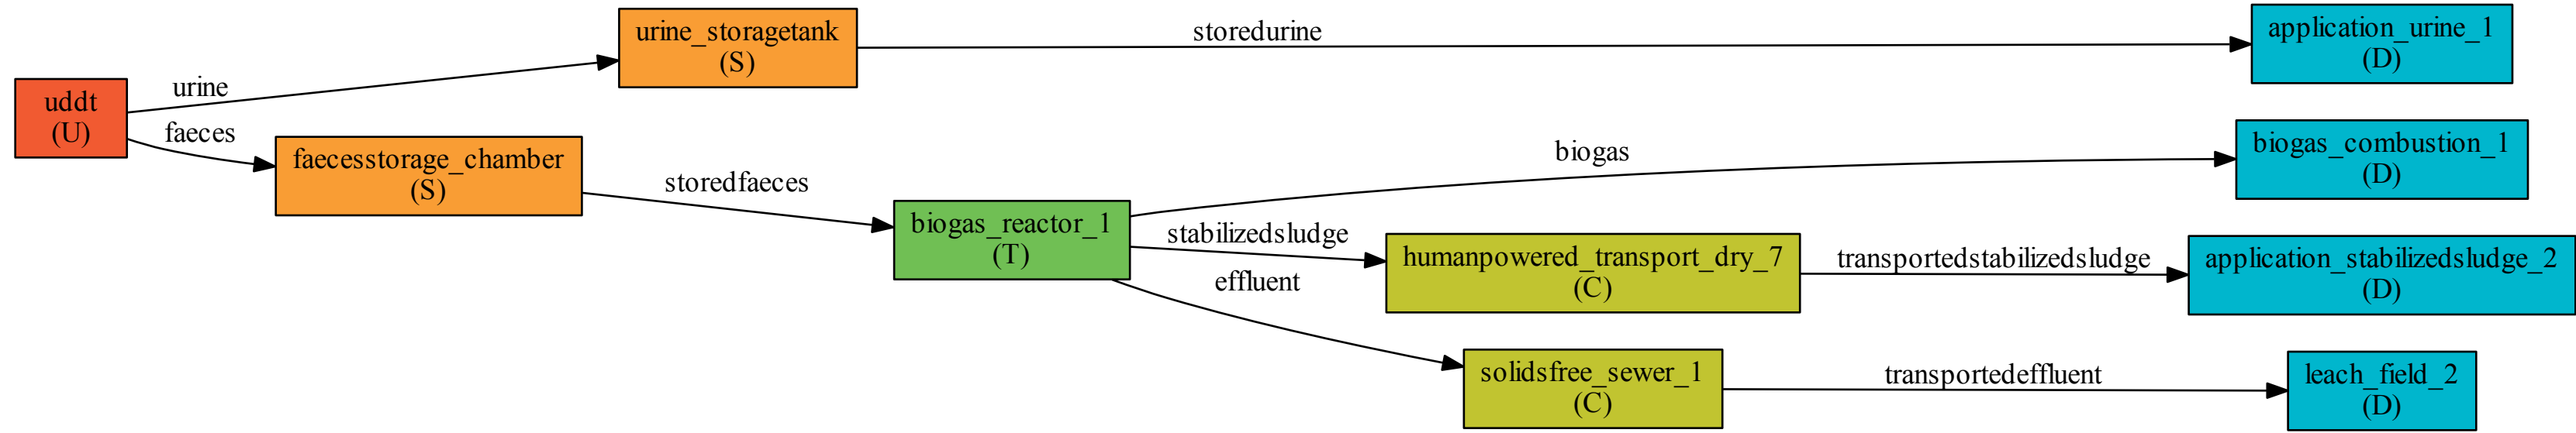 uddt
(U)
urine
faeces
urine_storagetank
(S)
storedurine
application_urine_1
(D)
faecesstorage_chamber
(S)
storedfaeces
biogas_reactor_1
(T)
biogas
biogas_combustion_1
(D)
stabilizedsludge
humanpowered_transport_dry_7
(C)
transportedstabilizedsludge
application_stabilizedsludge_2
(D)
effluent
solidsfree_sewer_1
(C)
transportedeffluent
leach_field_2
(D)